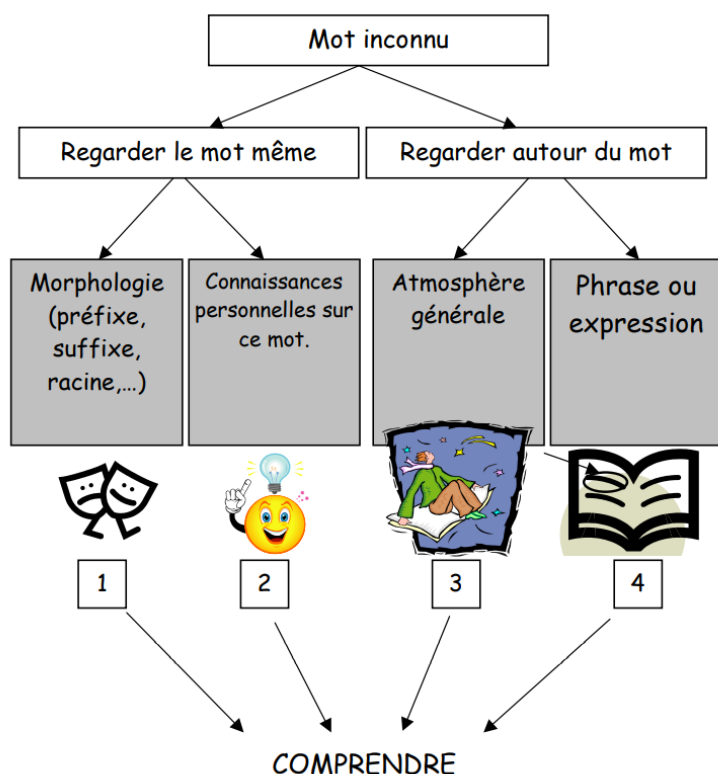 Mot inconnu
Regarder le mot même
Regarder autour du mot
Morphologie
(préfixe,
suffixe,
racine,...)
Connaissances
personnelles sur
ce mot.
Atmosphère
générale
Phrase ou
expression
1
2
3
4
COMPRENDRE